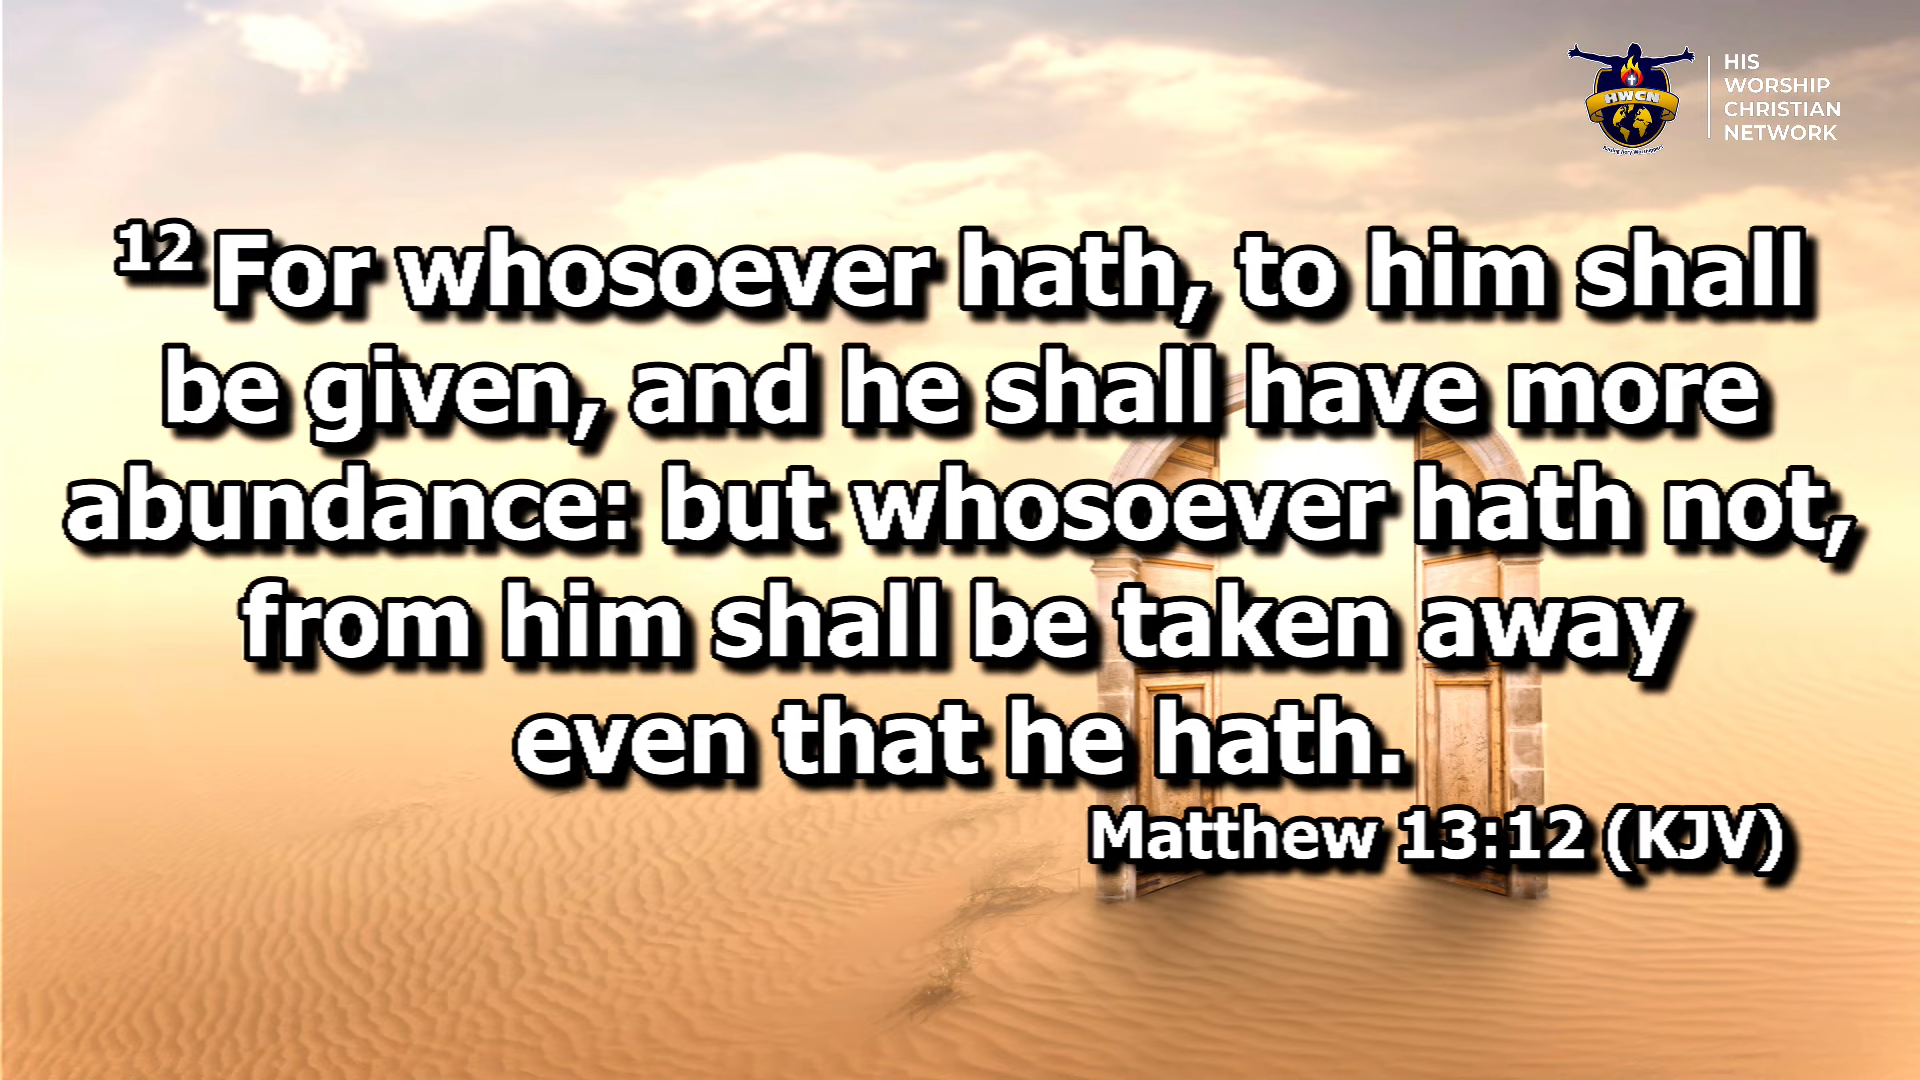 HIS
WORSHIP
CHRISTIAN
NETWORK
HWCN
12 For whosoever hath, to him shall
be given, and he shall have more
abundance: but whosoever hath not,
from him shall be taken away
even that he hath.
Matthew 13:12 (KJV)